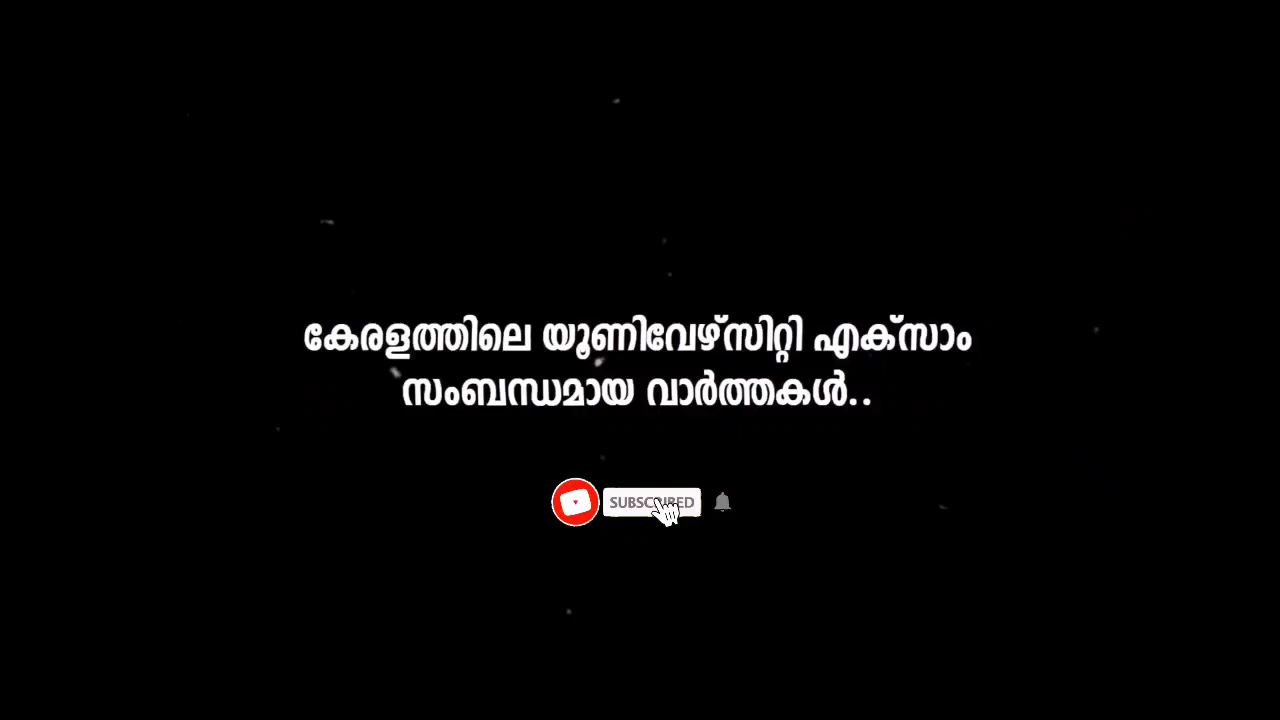 കേരളത്തിലെ യൂണിവേഴ്സിറ്റി എക്സാം
സംബന്ധമായ വാർത്തകൾ..
SUBSCRIBED